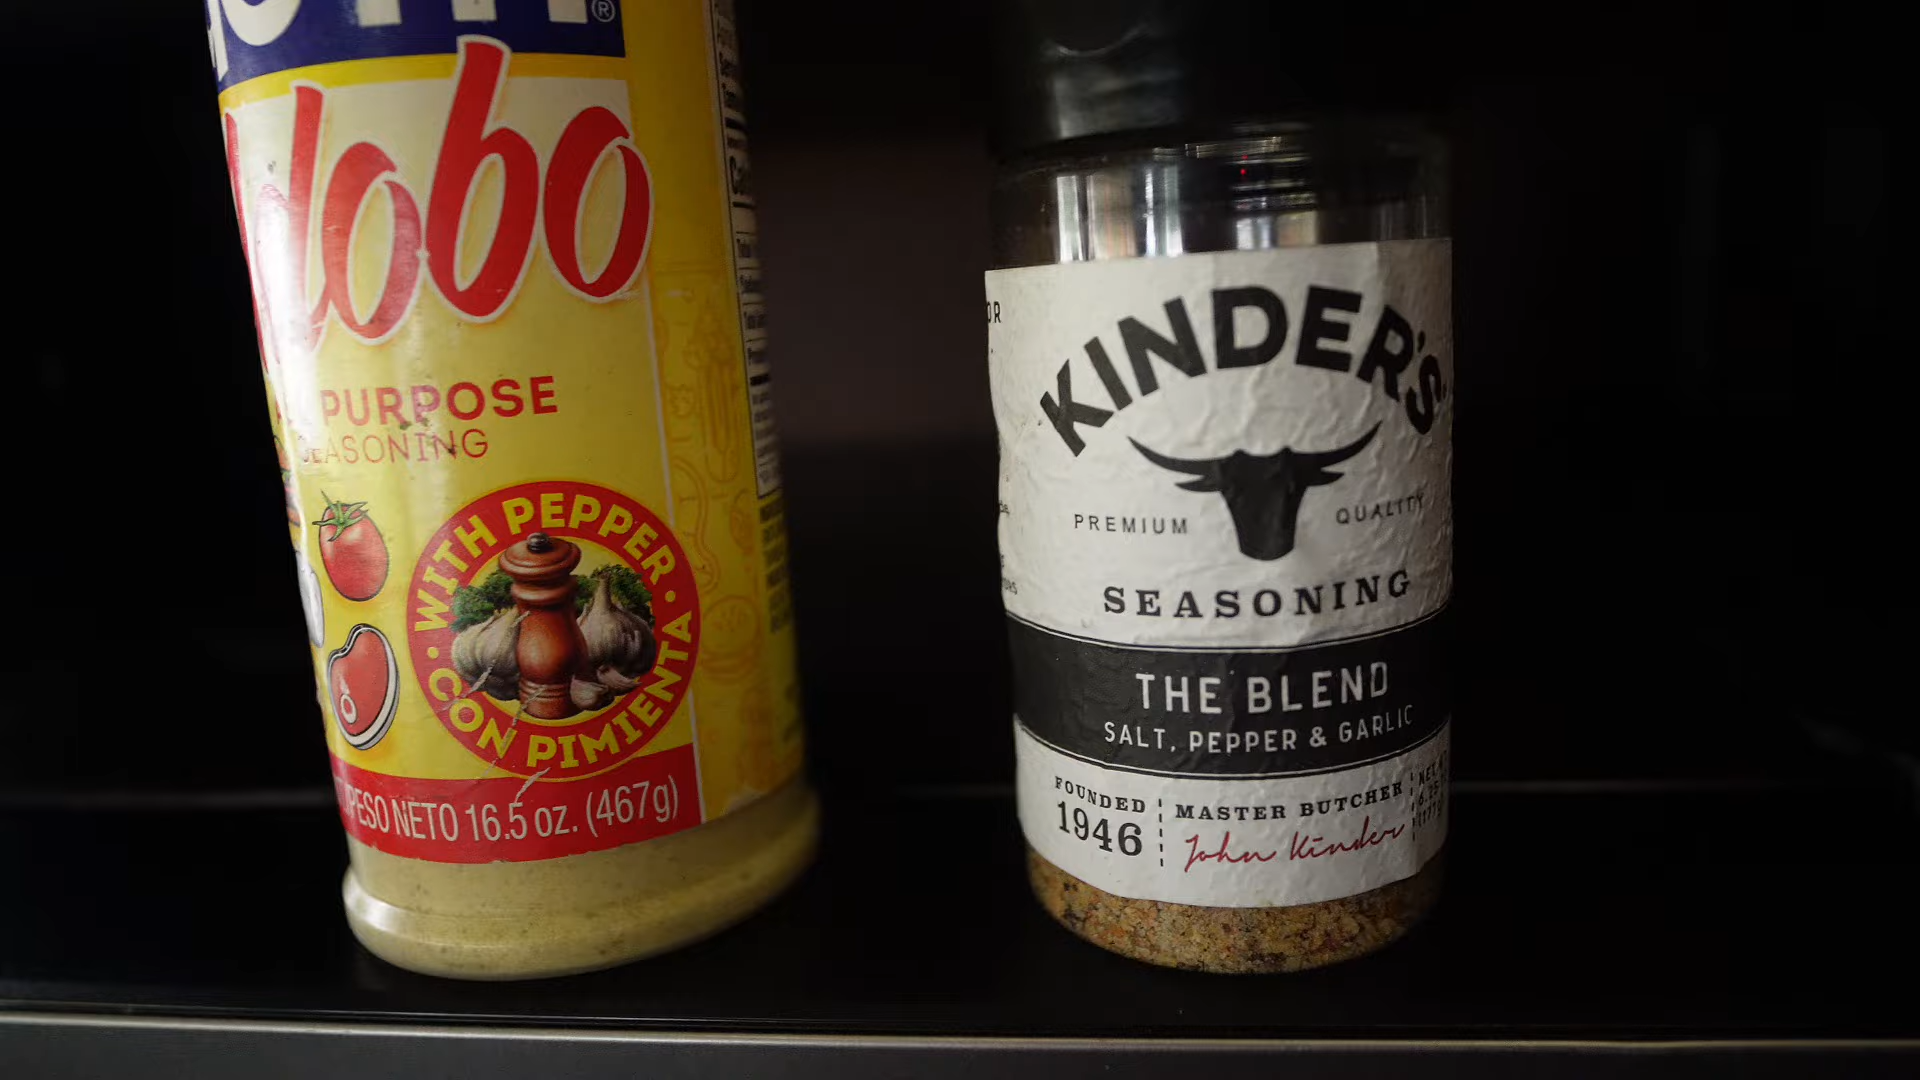 ®
dobo
PURPOSE
SEASONING
WITH PEPPER
• CON PIMIENTA •
PESO NETO 16.5 oz. (467g)
OR
KINDER'S
PREMIUM QUALITY
SEASONING
THE BLEND
SALT, PEPPER & GARLIC
FOUNDED
1946
MASTER BUTCHER
John Kinder